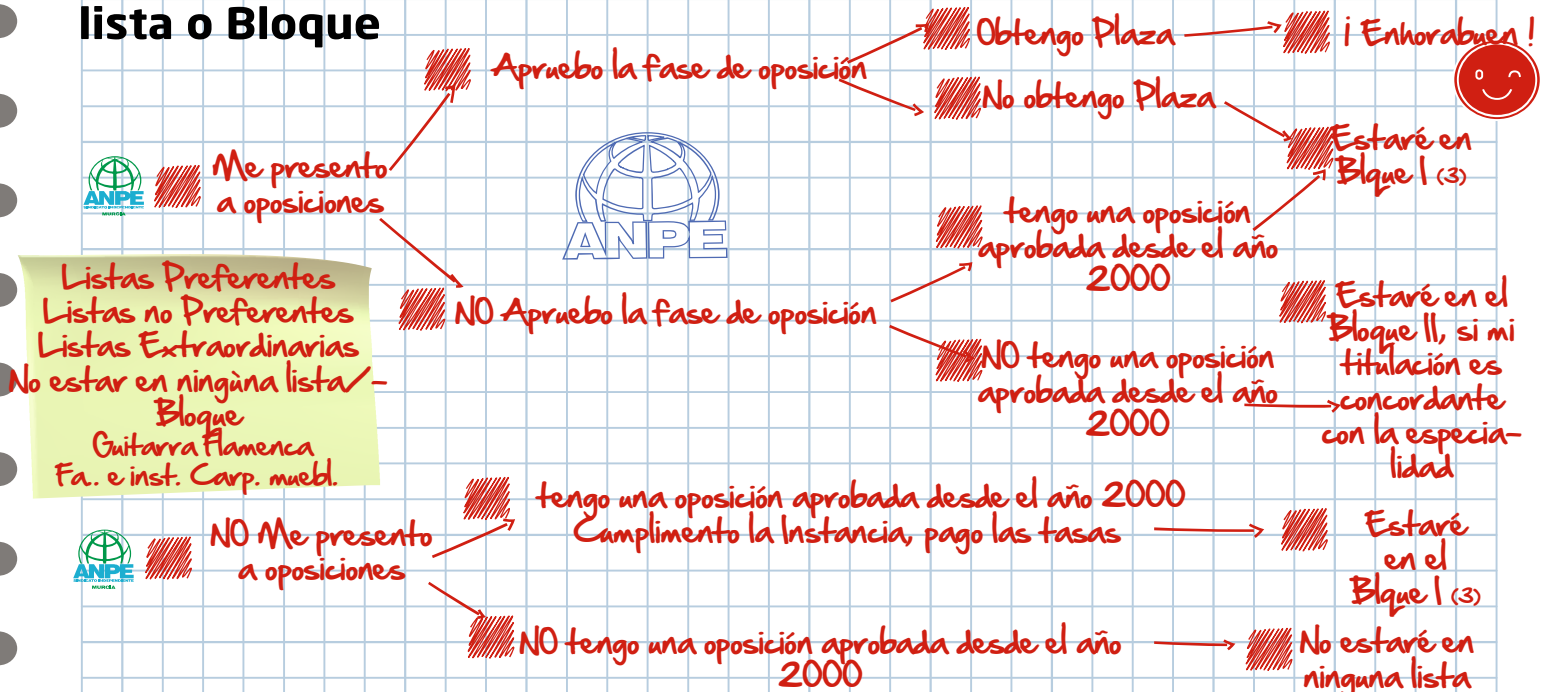 lista o Bloque
Apruebo la fase de oposición
Obtengo Plaza
¡ Enhorabuen !
No obtengo Plaza
Estaré en
Blque I (3)
Me presento
a oposiciones
ANPE
MURCIA
ANPE
tengo una oposición
aprobada desde el año
2000
Listas Preferentes
Listas no Preferentes
Listas Extraordinarias
No estar en ningùna lista/-
Bloque
Guitarra Flamenca
Fa.. e inst. Carp. muebl.
NO Apruebo la fase de oposición
NO tengo una oposición
aprobada desde el año
2000
Estaré en el
Bloque II, si mi
titulación es
concordante
con la especia-
lidad
NO Me presento
a oposiciones
ANPE
MURCIA
tengo una oposición aprobada desde el año 2000
Cumplimento la Instancia, pago las tasas
Estaré
en el
Blque I (3)
NO tengo una oposición aprobada desde el año
2000
No estaré en
ninguna lista